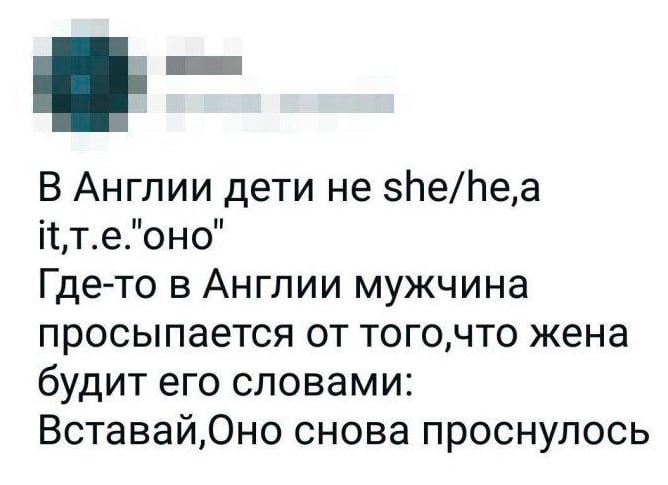 В Англии дети не she/he,а
it,т.е."оно"
Где-то в Англии мужчина
просыпается от того,что жена
будит его словами:
Вставай,Оно снова проснулось